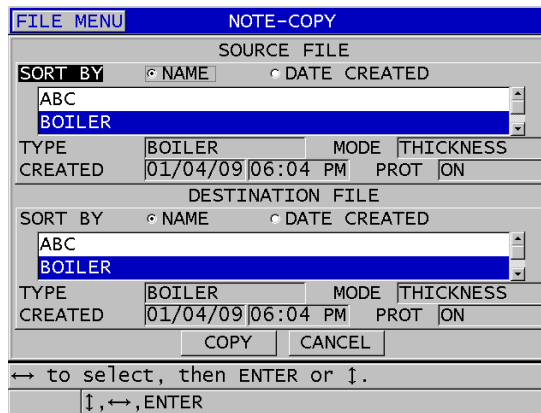 FILE MENU NOTE-COPY
SOURCE FILE
SORT BY NAME DATE CREATED
ABC
BOILER
TYPE BOILER MODE THICKNESS
CREATED 01/04/09 06:04 PM PROT ON
DESTINATION FILE
SORT BY NAME DATE CREATED
ABC
BOILER
TYPE BOILER MODE THICKNESS
CREATED 01/04/09 06:04 PM PROT ON
COPY CANCEL
↔ to select, then ENTER or ↕.
↕,↔,ENTER